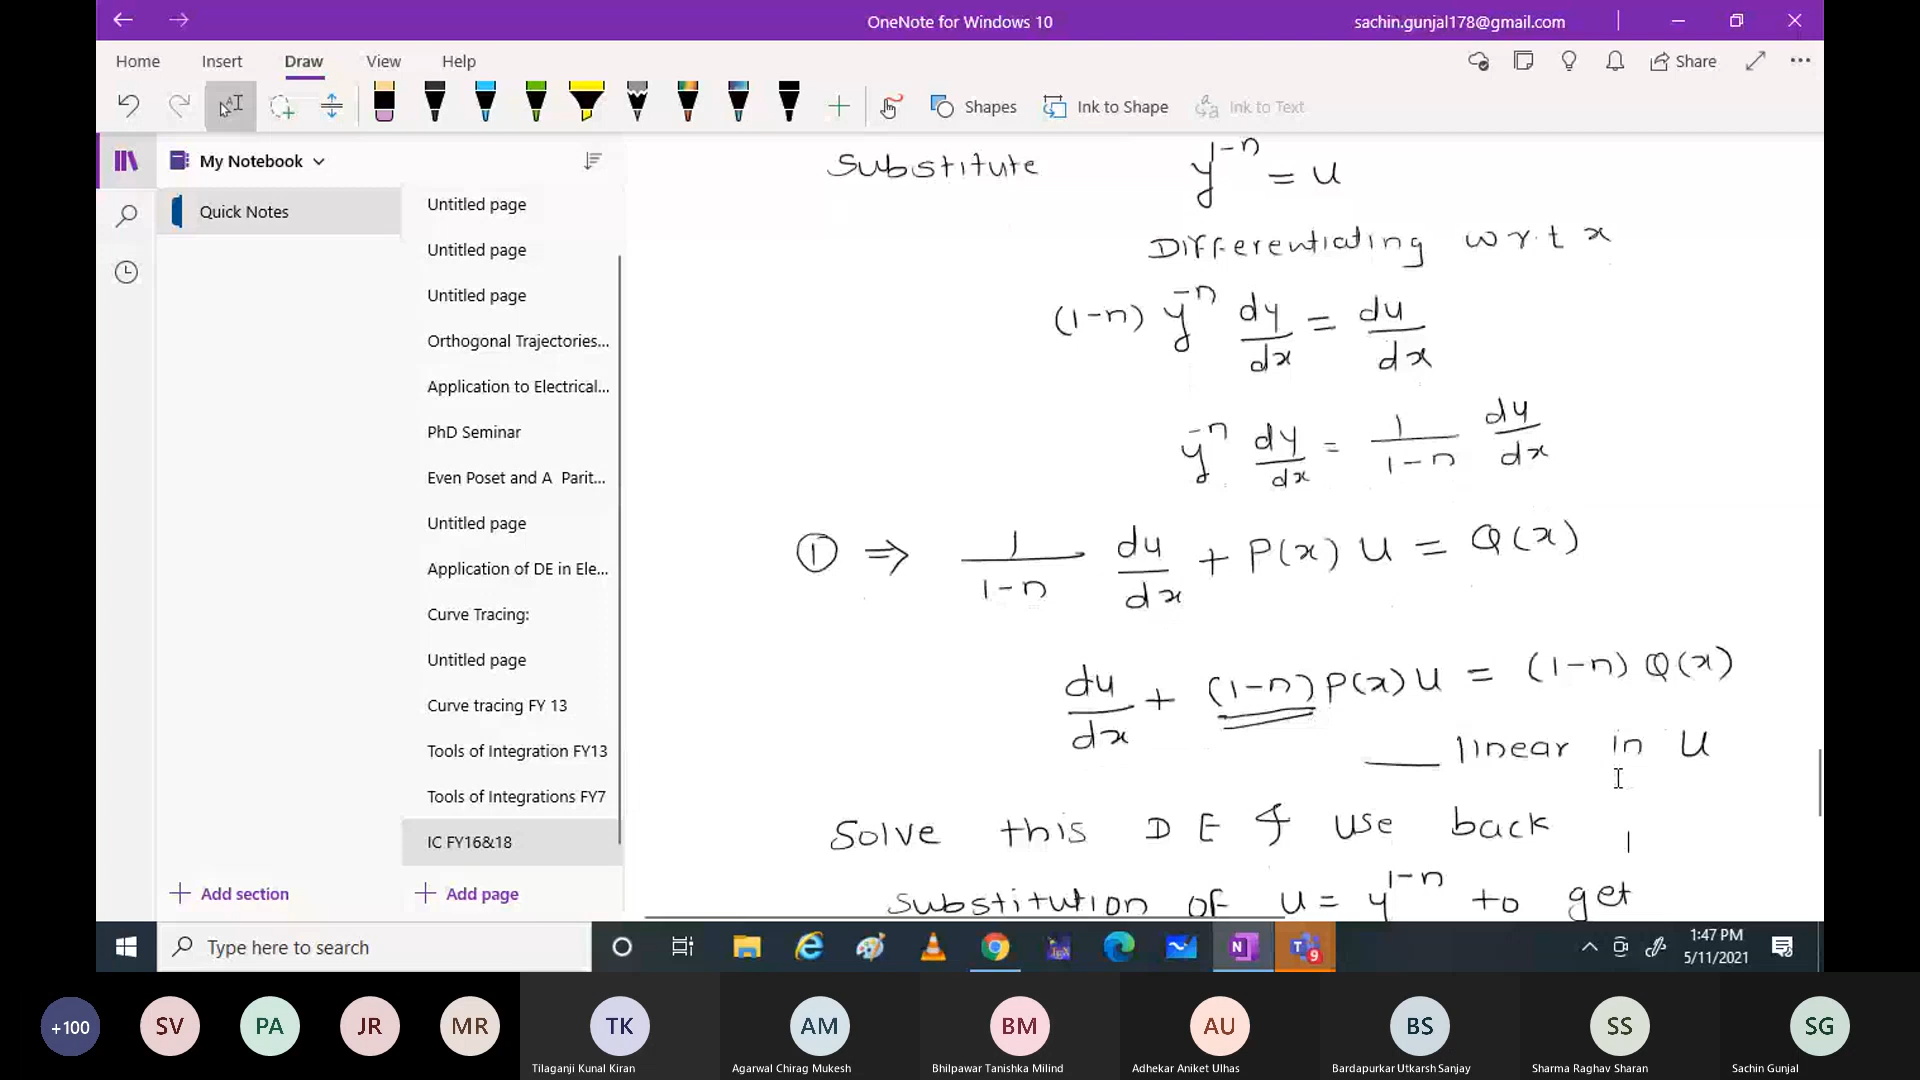 OneNote for Windows 10
sachin.gunjal178@gmail.com
Home Insert Draw View Help
Share
Shapes Ink to Shape Ink to Text
My Notebook
Quick Notes
Untitled page
Untitled page
Untitled page
Orthogonal Trajectories...
Application to Electrical...
PhD Seminar
Even Poset and A Parit...
Untitled page
Application of DE in Ele...
Curve Tracing:
Untitled page
Curve tracing FY 13
Tools of Integration FY13
Tools of Integrations FY7
IC FY16&18
Add section
Add page
Substitute y^{1-n} = u
Differentiating w r.t x
(1-n) y^{-n} dy/dx = du/dx
y^{-n} dy/dx = 1/(1-n) du/dx
① ⇒ 1/(1-n) du/dx + P(x) u = Q(x)
du/dx + (1-n) P(x) u = (1-n) Q(x)
___ linear in u
Solve this D E & use back
substitution of u = y^{1-n} to get
Type here to search
N
T
9
1:47 PM
5/11/2021
+100 SV PA JR MR TK AM BM AU BS SS SG
Tilaganji Kunal Kiran
Agarwal Chirag Mukesh
Bhilpawar Tanishka Milind
Adhekar Aniket Ulhas
Bardapurkar Utkarsh Sanjay
Sharma Raghav Sharan
Sachin Gunjal